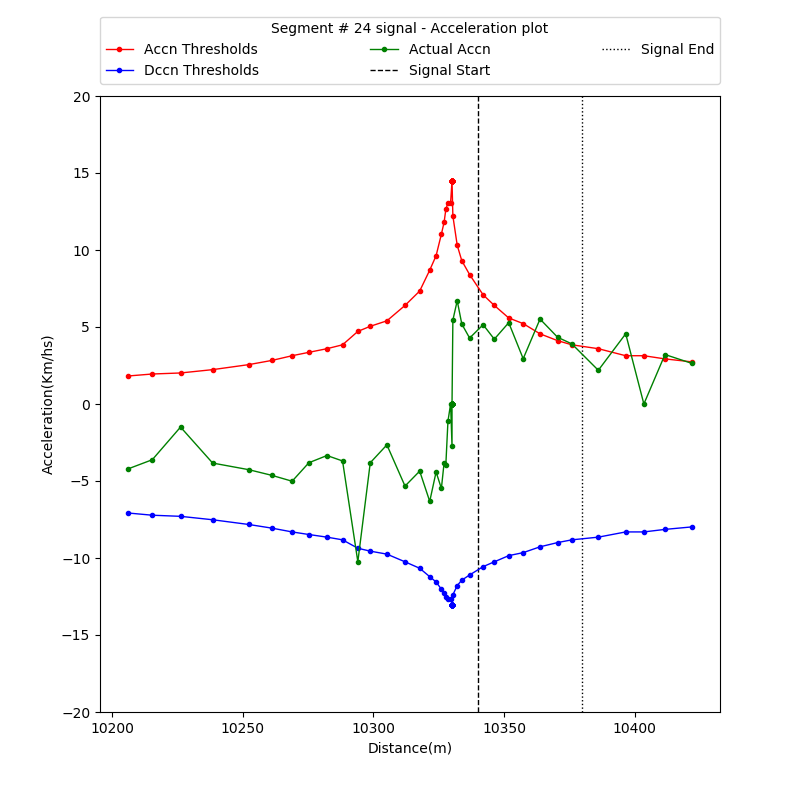 Segment # 24 signal - Acceleration plot
Accn Thresholds
Dccn Thresholds
Actual Accn
Signal Start
Signal End
20
15
10
5
0
−5
−10
−15
−20
Acceleration(Km/hs)
10200
10250
10300
10350
10400
Distance(m)